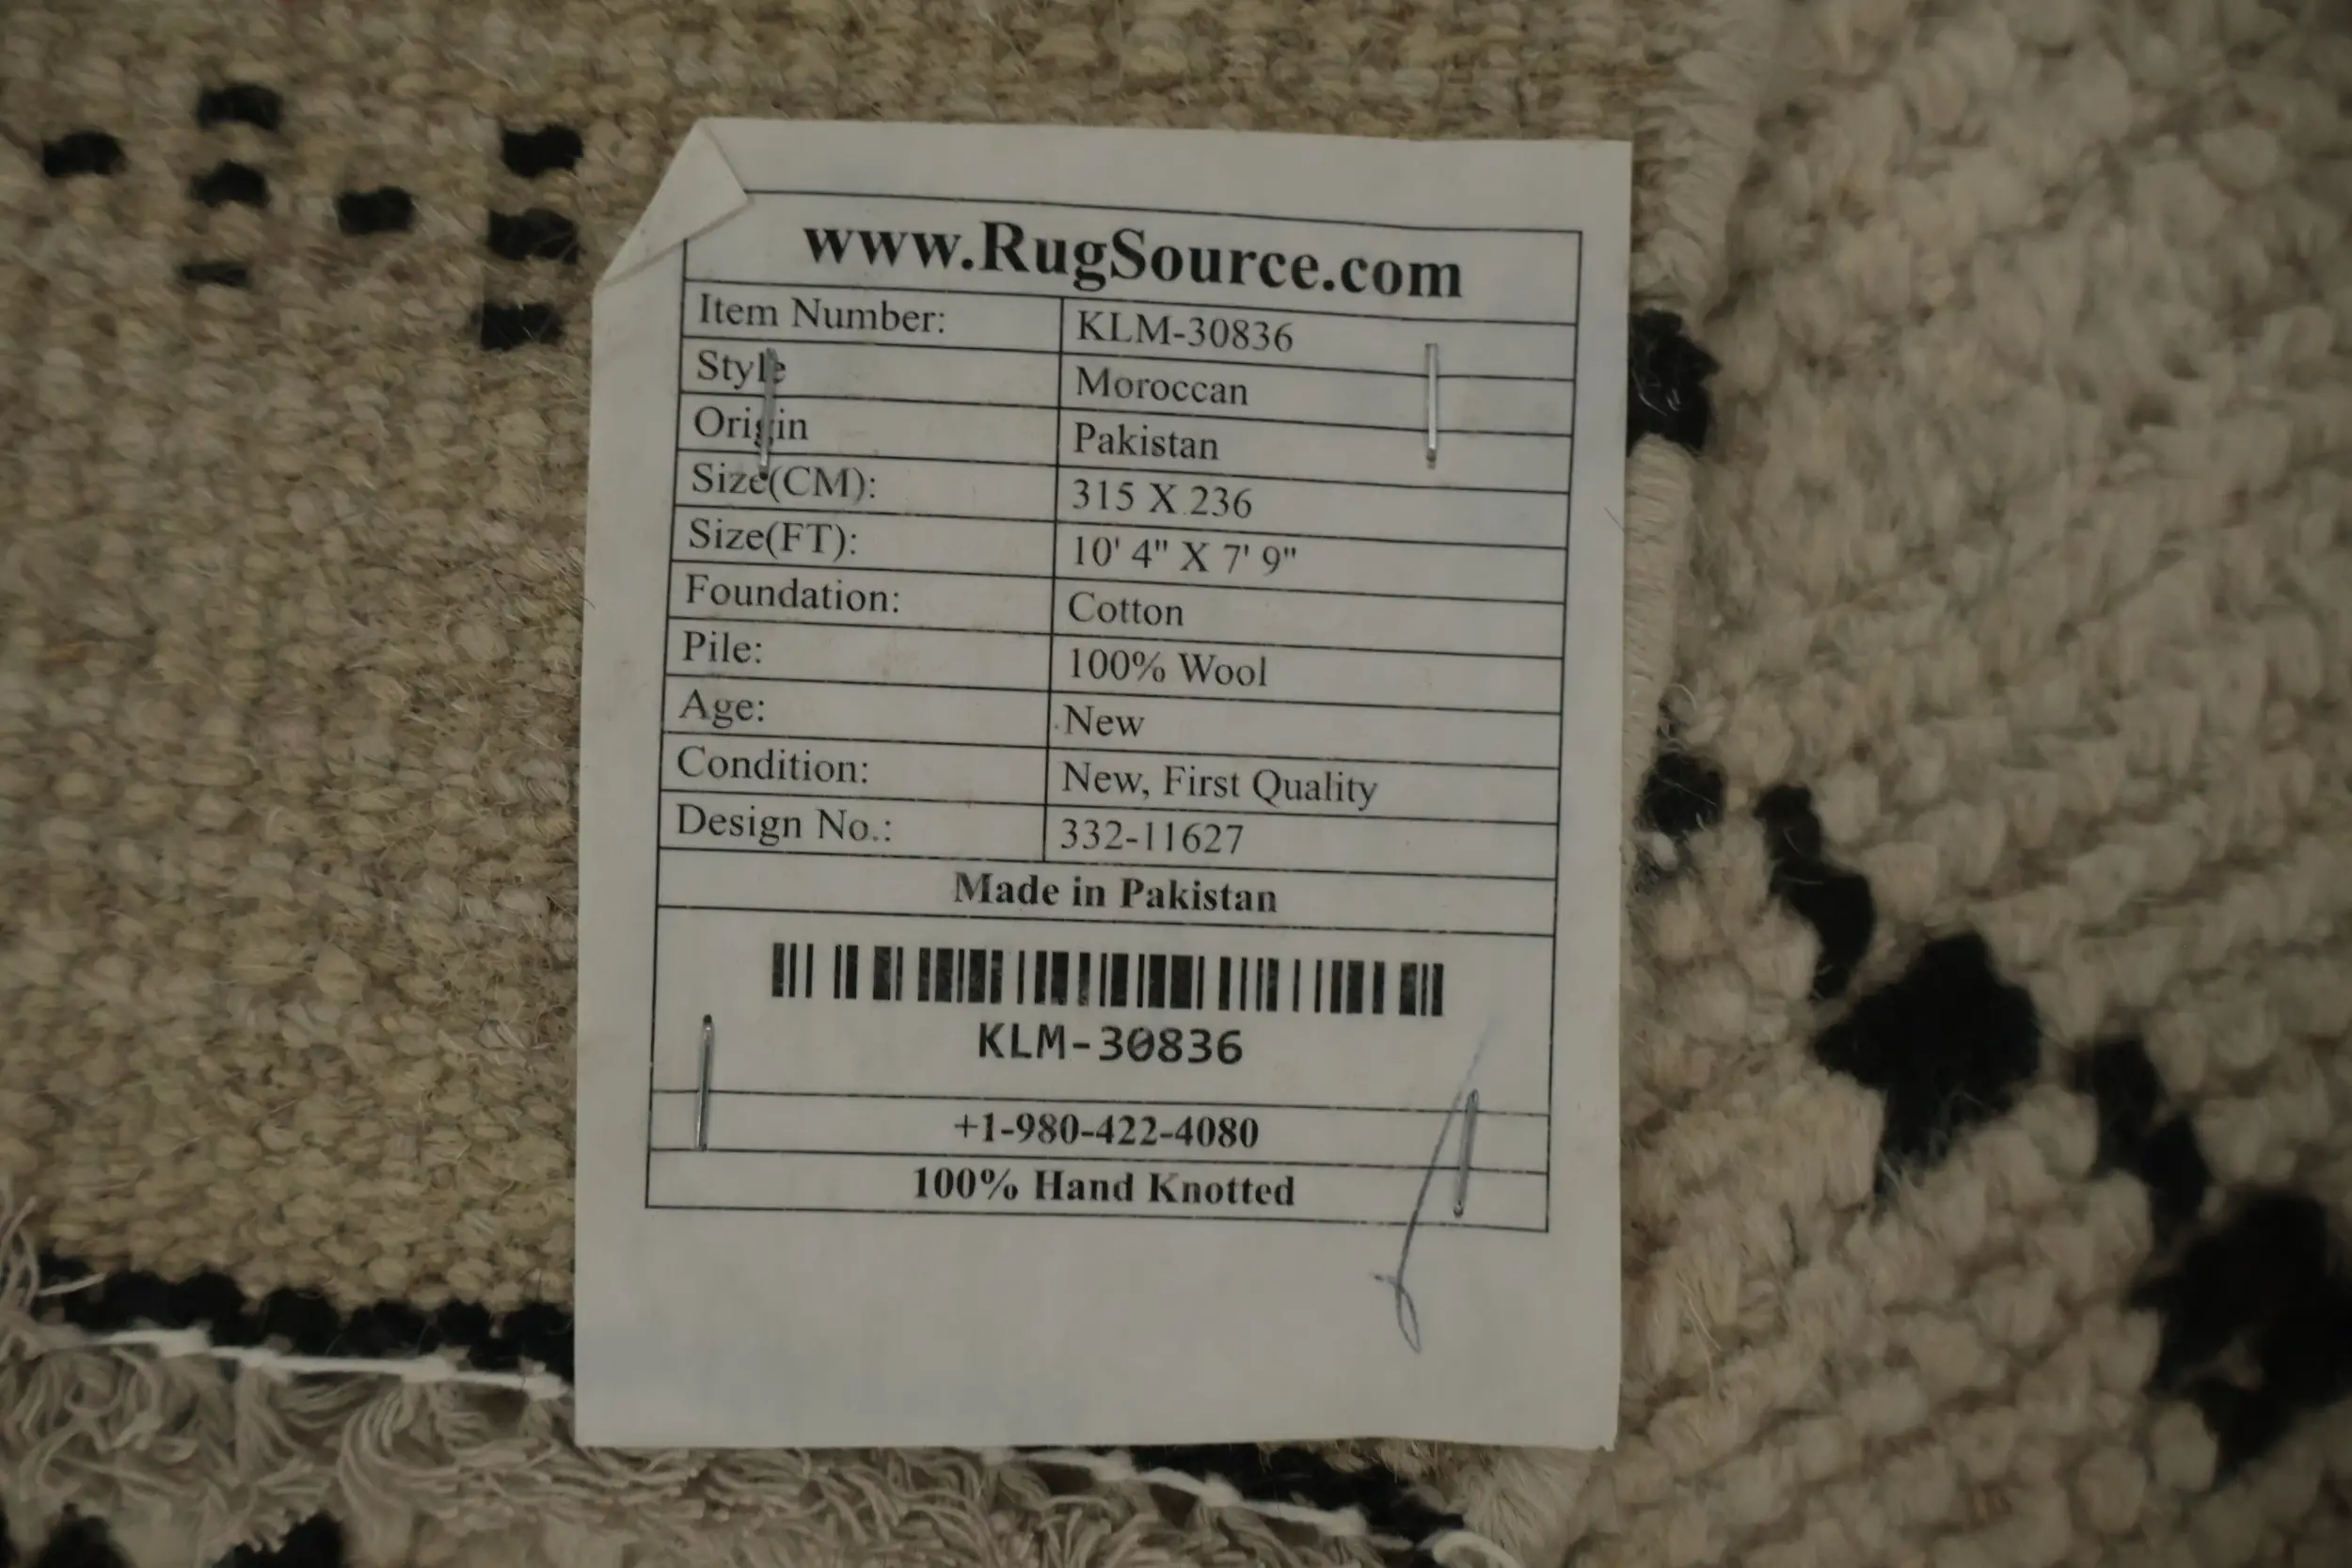 www.RugSource.com
Item Number: KLM-30836
Style Moroccan
Origin Pakistan
Size(CM): 315 X 236
Size(FT): 10' 4" X 7' 9"
Foundation: Cotton
Pile: 100% Wool
Age: New
Condition: New, First Quality
Design No.: 332-11627
Made in Pakistan
KLM-30836
+1-980-422-4080
100% Hand Knotted